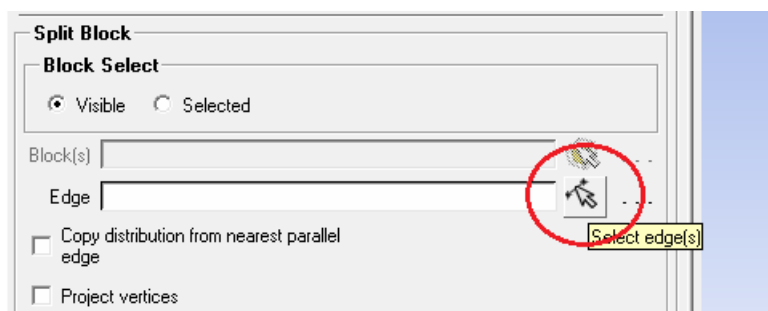 Split Block
Block Select
Visible Selected
Block(s) . . .
Edge . . .
Select edge(s)
Copy distribution from nearest parallel
edge
Project vertices